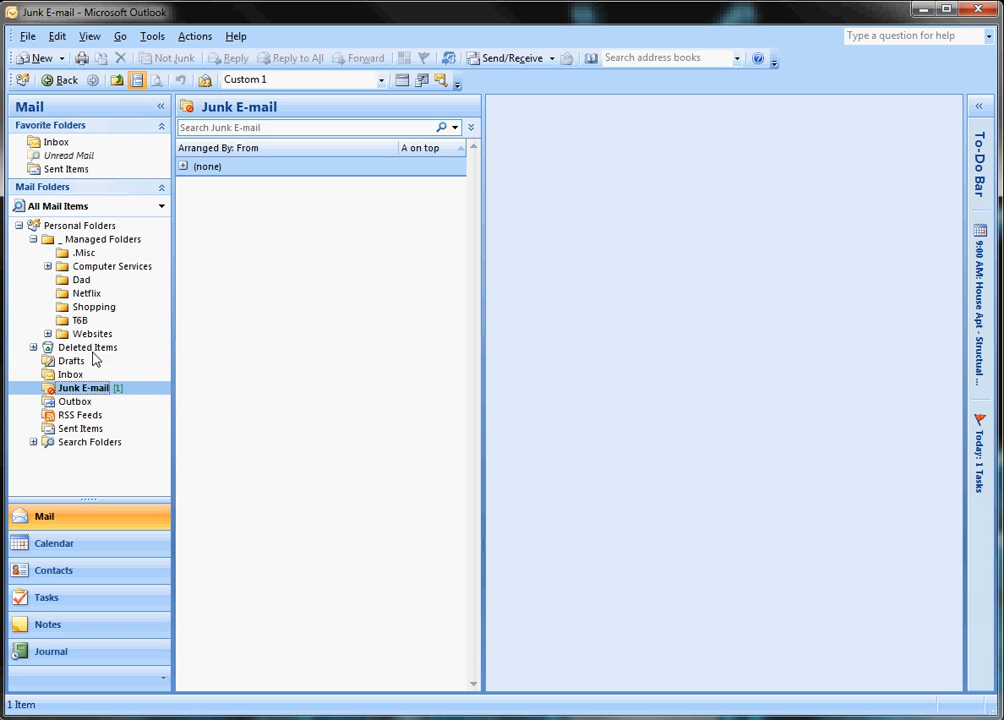 Junk E-mail - Microsoft Outlook
File Edit View Go Tools Actions Help
Type a question for help
New Not Junk Reply Reply to All Forward Send/Receive Search address books
Back Custom 1
Mail
Favorite Folders
Inbox
Unread Mail
Sent Items
Mail Folders
All Mail Items
Personal Folders
_ Managed Folders
.Misc
Computer Services
Dad
Netflix
Shopping
T6B
Websites
Deleted Items
Drafts
Inbox
Junk E-mail [1]
Outbox
RSS Feeds
Sent Items
Search Folders
Mail
Calendar
Contacts
Tasks
Notes
Journal
Junk E-mail
Search Junk E-mail
Arranged By: From A on top
(none)
To-Do Bar
9:00 AM: House Apt - Structual ...
Today: 1 Tasks
1 Item